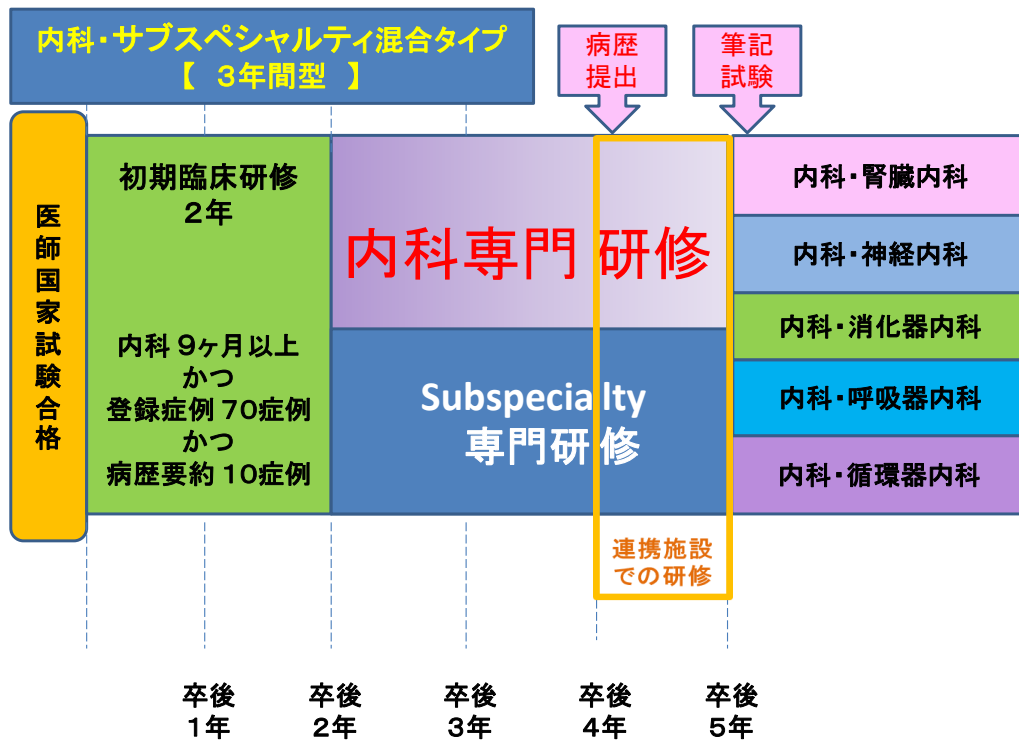 内科・サブスペシャルティ混合タイプ
【 3年間型 】
病歴
提出
筆記
試験
医師国家試験合格
初期臨床研修
2年
内科 9ヶ月以上
かつ
登録症例 70症例
かつ
病歴要約 10症例
内科専門 研修
Subspecialty
専門研修
連携施設
での研修
内科・腎臓内科
内科・神経内科
内科・消化器内科
内科・呼吸器内科
内科・循環器内科
卒後
1年
卒後
2年
卒後
3年
卒後
4年
卒後
5年